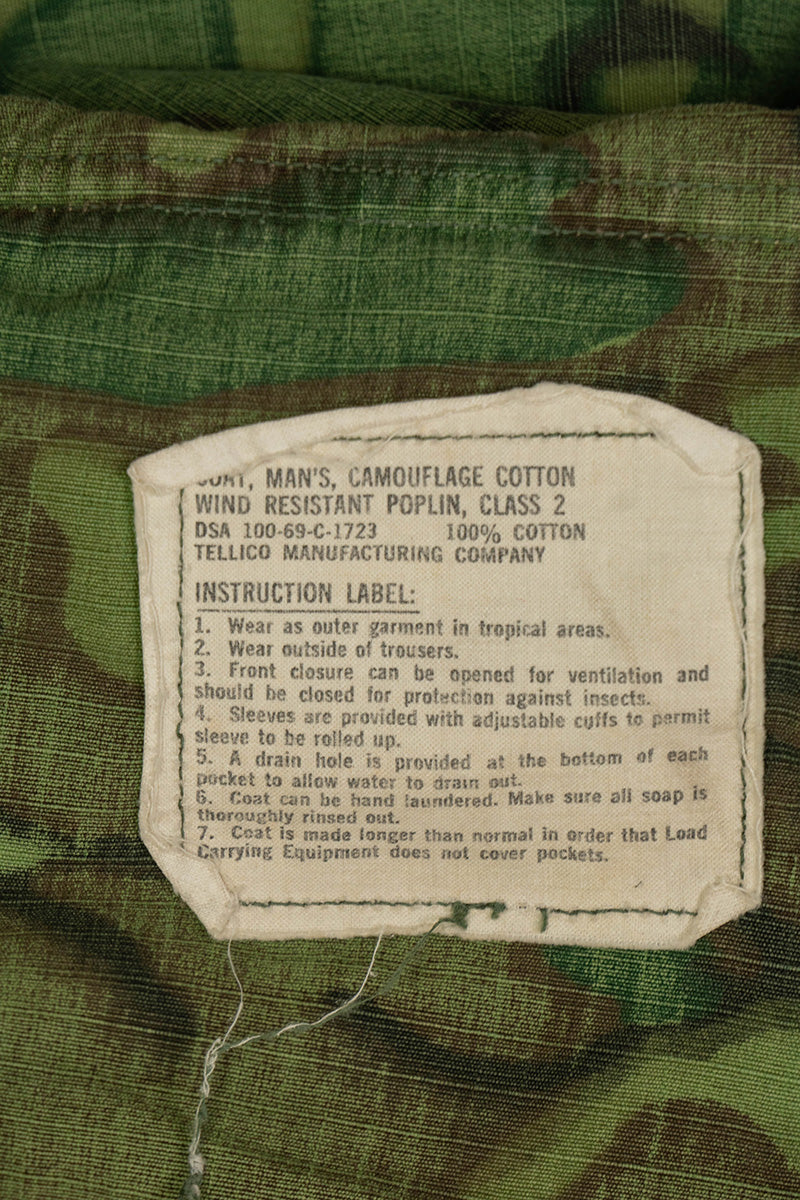 COAT, MAN'S, CAMOUFLAGE COTTON
WIND RESISTANT POPLIN, CLASS 2
DSA 100-69-C-1723 100% COTTON
TELLICO MANUFACTURING COMPANY
INSTRUCTION LABEL:
1. Wear as outer garment in tropical areas.
2. Wear outside of trousers.
3. Front closure can be opened for ventilation and
should be closed for protection against insects.
4. Sleeves are provided with adjustable cuffs to permit
sleeve to be rolled up.
5. A drain hole is provided at the bottom of each
pocket to allow water to drain out.
6. Coat can be hand laundered. Make sure all soap is
thoroughly rinsed out.
7. Coat is made longer than normal in order that Load
Carrying Equipment does not cover pockets.